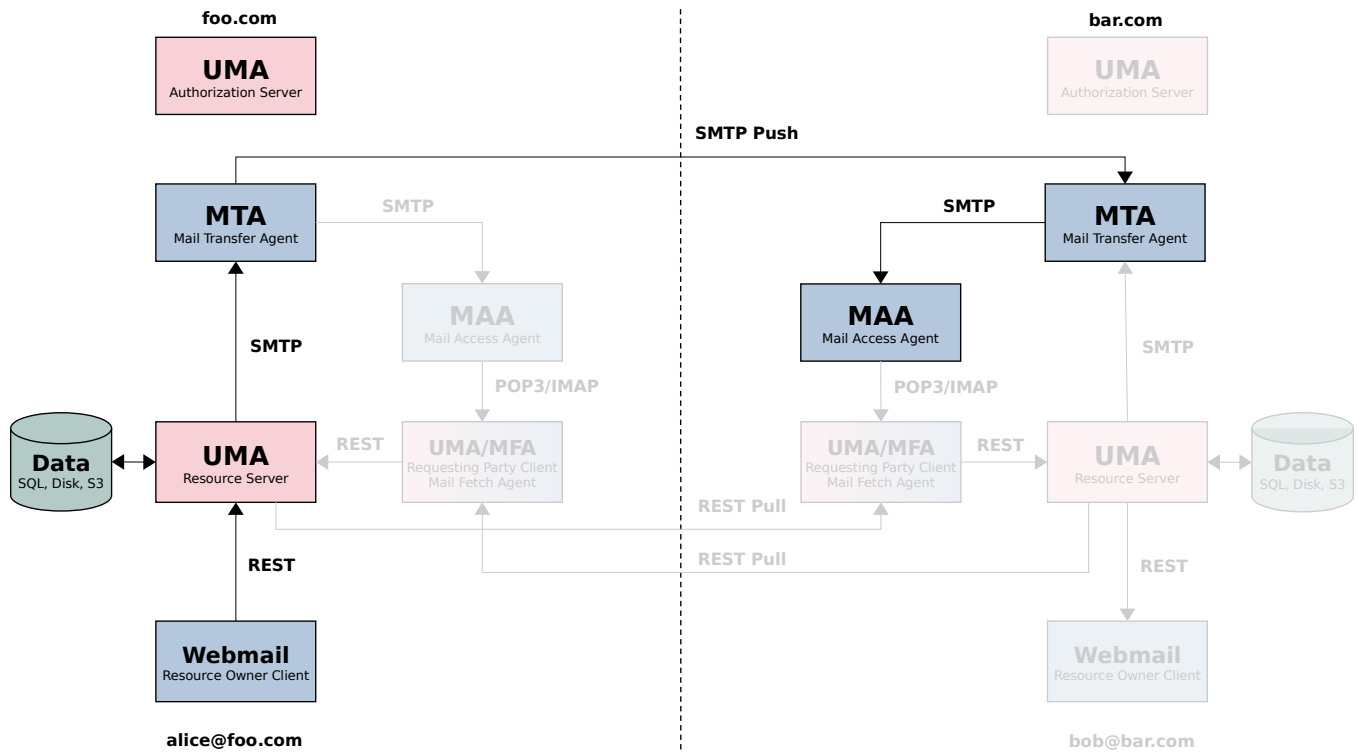 foo.com
bar.com
UMA
Authorization Server
UMA
Authorization Server
SMTP Push
MTA
Mail Transfer Agent
SMTP
SMTP
MTA
Mail Transfer Agent
MAA
Mail Access Agent
MAA
Mail Access Agent
SMTP
SMTP
POP3/IMAP
POP3/IMAP
Data
SQL, Disk, S3
UMA
Resource Server
REST
UMA/MFA
Requesting Party Client
Mail Fetch Agent
UMA/MFA
Requesting Party Client
Mail Fetch Agent
REST
UMA
Resource Server
Data
SQL, Disk, S3
REST Pull
REST Pull
REST
REST
Webmail
Resource Owner Client
Webmail
Resource Owner Client
alice@foo.com
bob@bar.com